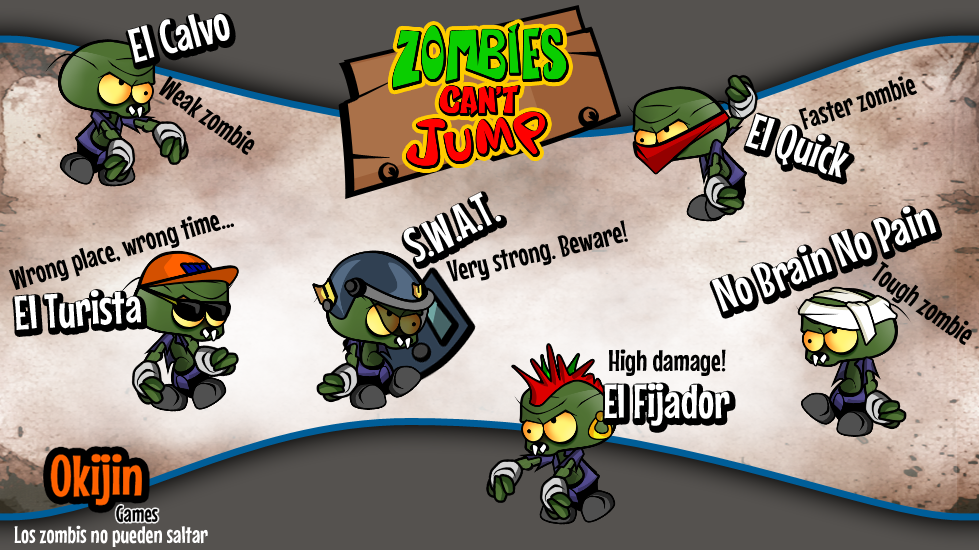 El Calvo
Weak zombie
ZOMBIES
CAN'T
JUMP
Faster zombie
El Quick
Wrong place, wrong time...
El Turista
S.W.A.T.
Very strong. Beware!
No Brain No Pain
Tough zombie
High damage!
El Fijador
Okijin
Games
Los zombis no pueden saltar